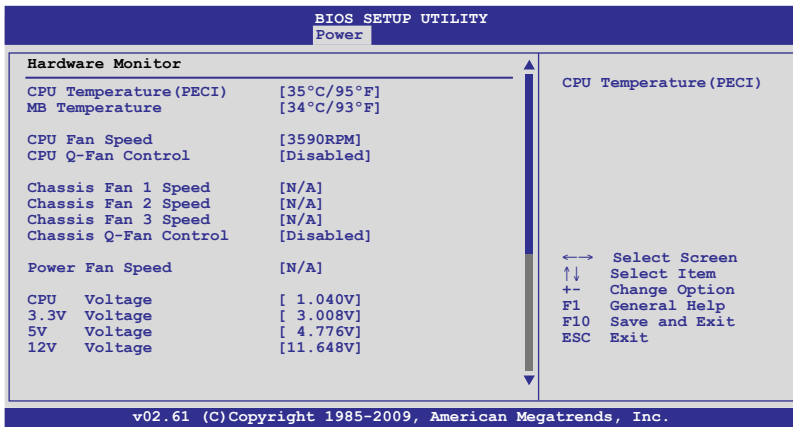 BIOS SETUP UTILITY
Power
Hardware Monitor
CPU Temperature(PECI) [35°C/95°F]
MB Temperature [34°C/93°F]
CPU Fan Speed [3590RPM]
CPU Q-Fan Control [Disabled]
Chassis Fan 1 Speed [N/A]
Chassis Fan 2 Speed [N/A]
Chassis Fan 3 Speed [N/A]
Chassis Q-Fan Control [Disabled]
Power Fan Speed [N/A]
CPU Voltage [ 1.040V]
3.3V Voltage [ 3.008V]
5V Voltage [ 4.776V]
12V Voltage [11.648V]
CPU Temperature(PECI)
←→ Select Screen
↑↓ Select Item
+- Change Option
F1 General Help
F10 Save and Exit
ESC Exit
v02.61 (C)Copyright 1985-2009, American Megatrends, Inc.